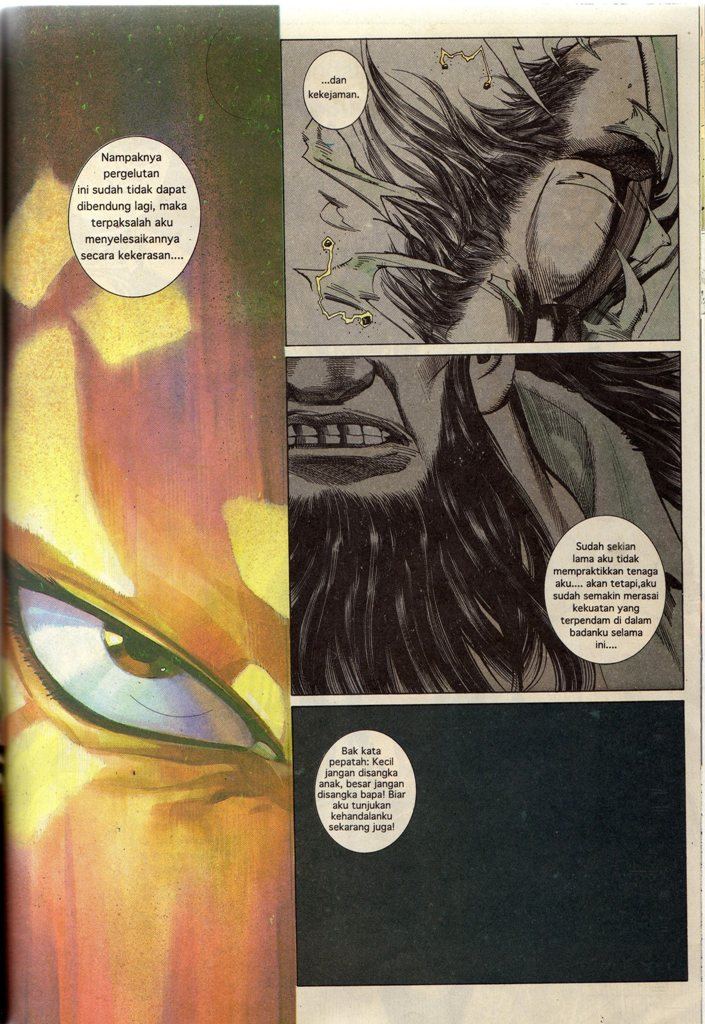 Nampaknya
pergelutan
ini sudah tidak dapat
dibendung lagi, maka
terpaksalah aku
menyelesaikannya
secara kekerasan....
...dan
kekejaman.
Sudah sekian
lama aku tidak
mempraktikkan tenaga
aku.... akan tetapi,aku
sudah semakin merasai
kekuatan yang
terpendam di dalam
badanku selama
ini....
Bak kata
pepatah: Kecil
jangan disangka
anak, besar jangan
disangka bapa! Biar
aku tunjukan
kehandalanku
sekarang juga!